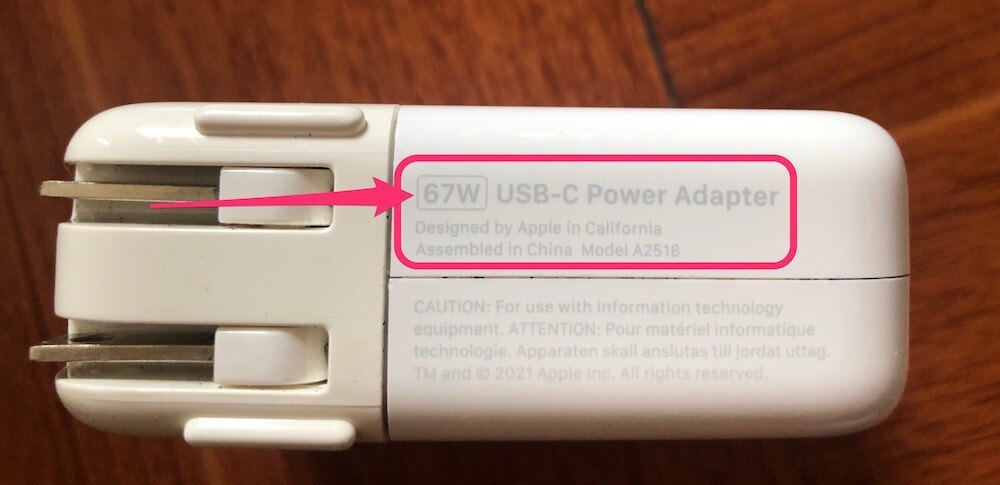 67W USB-C Power Adapter
Designed by Apple in California
Assembled in China Model A2518
CAUTION: For use with information technology
equipment. ATTENTION: Pour matériel informatique
technologie. Apparaten skall anslutas till jordat uttag.
TM and © 2021 Apple Inc. All rights reserved.